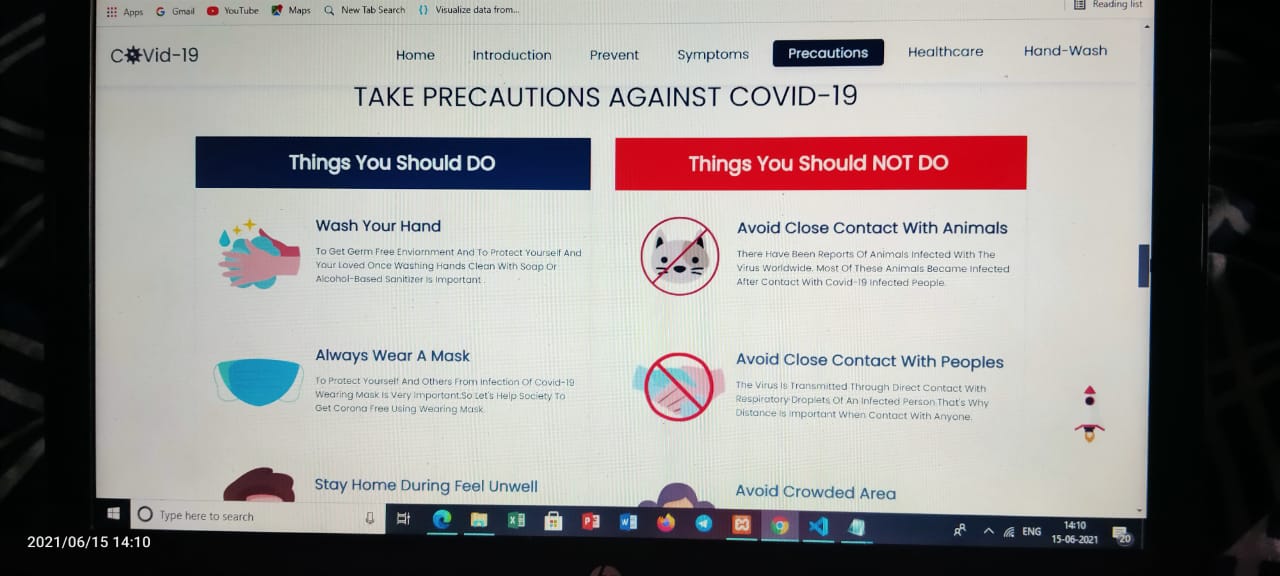 Apps Gmail YouTube Maps New Tab Search Visualize data from... Reading list
COVid-19 Home Introduction Prevent Symptoms Precautions Healthcare Hand-Wash
TAKE PRECAUTIONS AGAINST COVID-19
Things You Should DO
Wash Your Hand
To Get Germ Free Enviornment And To Protect Yourself And
Your Loved Once Washing Hands Clean With Soap Or
Alcohol-Based Sanitizer Is Important .
Always Wear A Mask
To Protect Yourself And Others From Infection Of Covid-19
Wearing Mask Is Very Important.So Let's Help Society To
Get Corona Free Using Wearing Mask.
Stay Home During Feel Unwell
Things You Should NOT DO
Avoid Close Contact With Animals
There Have Been Reports Of Animals Infected With The
Virus Worldwide. Most Of These Animals Became Infected
After Contact With Covid-19 Infected People.
Avoid Close Contact With Peoples
The Virus Is Transmitted Through Direct Contact With
Respiratory Droplets Of An Infected Person.That's Why
Distance Is Important When Contact With Anyone.
Avoid Crowded Area
Type here to search
ENG
14:10
15-06-2021
20
2021/06/15 14:10